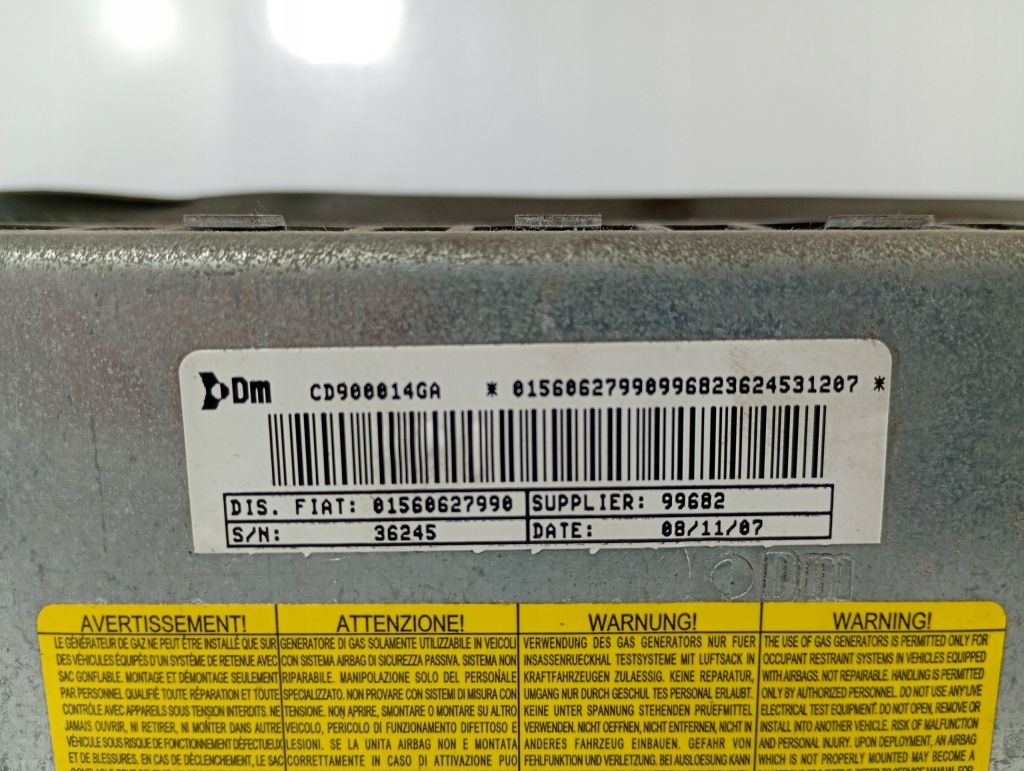 Dm CD900014GA * 01560627990996823624531207 *
DIS. FIAT: 01560627990 SUPPLIER: 99682
S/N: 36245 DATE: 08/11/07
Dm
AVERTISSEMENT!
LE GÉNÉRATEUR DE GAZ NE PEUT ÊTRE INSTALLÉ QUE SUR
DES VÉHICULES ÉQUIPÉS D'UN SYSTÈME DE RETENUE AVEC
SAC GONFLABLE. MONTAGE ET DÉMONTAGE SEULEMENT
PAR PERSONNEL QUALIFIÉ TOUTE RÉPARATION ET TOUTE
CONTRÔLE AVEC APPAREILS SOUS TENSION INTERDITS. NE
JAMAIS OUVRIR, NI RETIRER, NI MONTER DANS AUTRE
VÉHICULE SOUS RISQUE DE FONCTIONNEMENT DÉFECTUEUX
ET DE BLESSURES. EN CAS DE DÉCLENCHEMENT, LE SAC
ATTENZIONE!
GENERATORE DI GAS SOLAMENTE UTILIZZABILE IN VEICOLI
CON SISTEMA AIRBAG DI SICUREZZA PASSIVA. SISTEMA NON
RIPARABILE. MANIPOLAZIONE SOLO DEL PERSONALE
SPECIALIZZATO. NON PROVARE CON SISTEMI DI MISURA CON
TENSIONE. NON APRIRE, SMONTARE O MONTARE SU ALTRO
VEICOLO, PERICOLO DI FUNZIONAMENTO DIFETTOSO E
LESIONI. SE LA UNITA AIRBAG NON E MONTATA
CORRETTAMENTE IN CASO DI ATTIVAZIONE PUO
WARNUNG!
VERWENDUNG DES GAS GENERATORS NUR FUER
INSASSENRUECKHAL TESTSYSTEME MIT LUFTSACK IN
KRAFTFAHRZEUGEN ZULAESSIG. KEINE REPARATUR,
UMGANG NUR DURCH GESCHUL TES PERSONAL ERLAUBT.
KEINE UNTER SPANNUNG STEHENDEN PRUEFMITTEL
VERWENDEN. NICHT OEFFNEN, NICHT ENTFERNEN, NICHT IN
ANDERES FAHRZEUG EINBAUEN. GEFAHR VON
FEHLFUNKTION UND VERLETZUNG. BEI AUSLOESUNG KANN
WARNING!
THE USE OF GAS GENERATORS IS PERMITTED ONLY FOR
OCCUPANT RESTRAINT SYSTEMS IN VEHICLES EQUIPPED
WITH AIRBAGS. NOT REPAIRABLE. HANDLING IS PERMITTED
ONLY BY AUTHORIZED PERSONNEL. DO NOT USE ANY LIVE
ELECTRICAL TEST EQUIPMENT. DO NOT OPEN, REMOVE OR
INSTALL INTO ANOTHER VEHICLE. RISK OF MALFUNCTION
AND PERSONAL INJURY. UPON DEPLOYMENT, AN AIRBAG
WHICH IS NOT PROPERLY MOUNTED MAY BECOME A